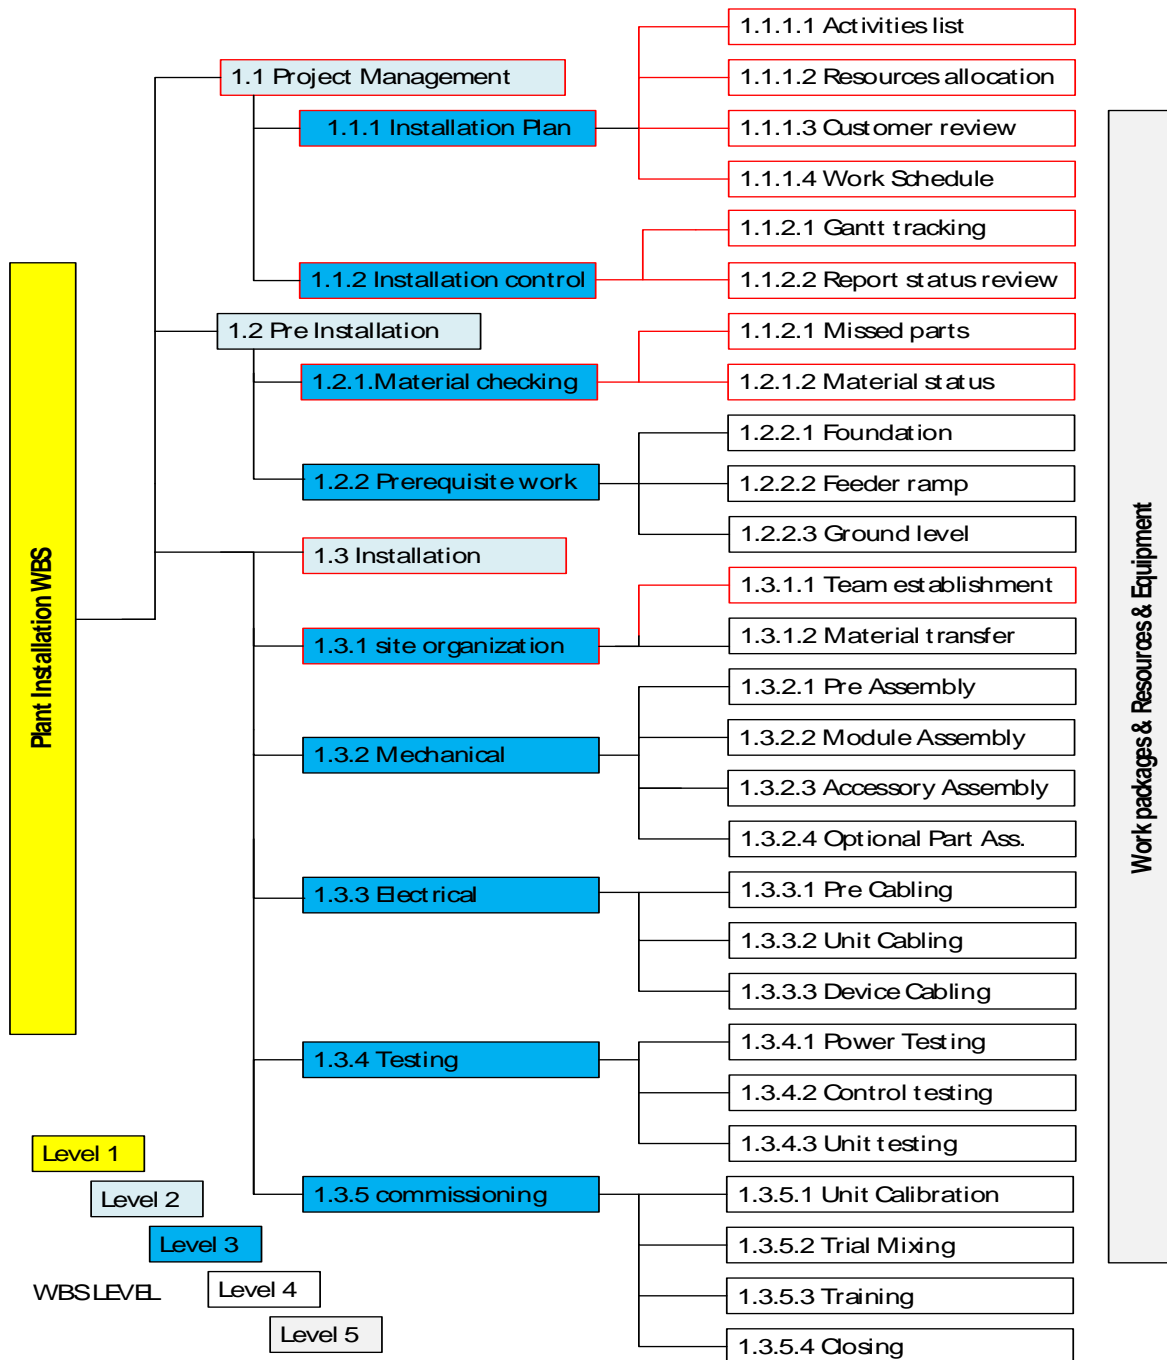 1.1.1.1 Activities list
1.1 Project Management
1.1.1.2 Resources allocation
1.1.1 Installation Plan
1.1.1.3 Customer review
1.1.1.4 Work Schedule
1.1.2.1 Gantt tracking
1.1.2 Installation control
1.1.2.2 Report status review
1.2 Pre Installation
1.1.2.1 Missed parts
1.2.1.Material checking
1.2.1.2 Material status
1.2.2.1 Foundation
1.2.2 Prerequisite work
1.2.2.2 Feeder ramp
1.2.2.3 Ground level
1.3 Installation
1.3.1.1 Team establishment
1.3.1 site organization
1.3.1.2 Material transfer
1.3.2.1 Pre Assembly
1.3.2 Mechanical
1.3.2.2 Module Assembly
1.3.2.3 Accessory Assembly
1.3.2.4 Optional Part Ass.
1.3.3 Electrical
1.3.3.1 Pre Cabling
1.3.3.2 Unit Cabling
1.3.3.3 Device Cabling
1.3.4 Testing
1.3.4.1 Power Testing
1.3.4.2 Control testing
1.3.4.3 Unit testing
1.3.5 commissioning
1.3.5.1 Unit Calibration
1.3.5.2 Trial Mixing
1.3.5.3 Training
1.3.5.4 Closing
Plant Installation WBS
Work packages & Resources & Equipment
Level 1
Level 2
Level 3
WBS LEVEL
Level 4
Level 5